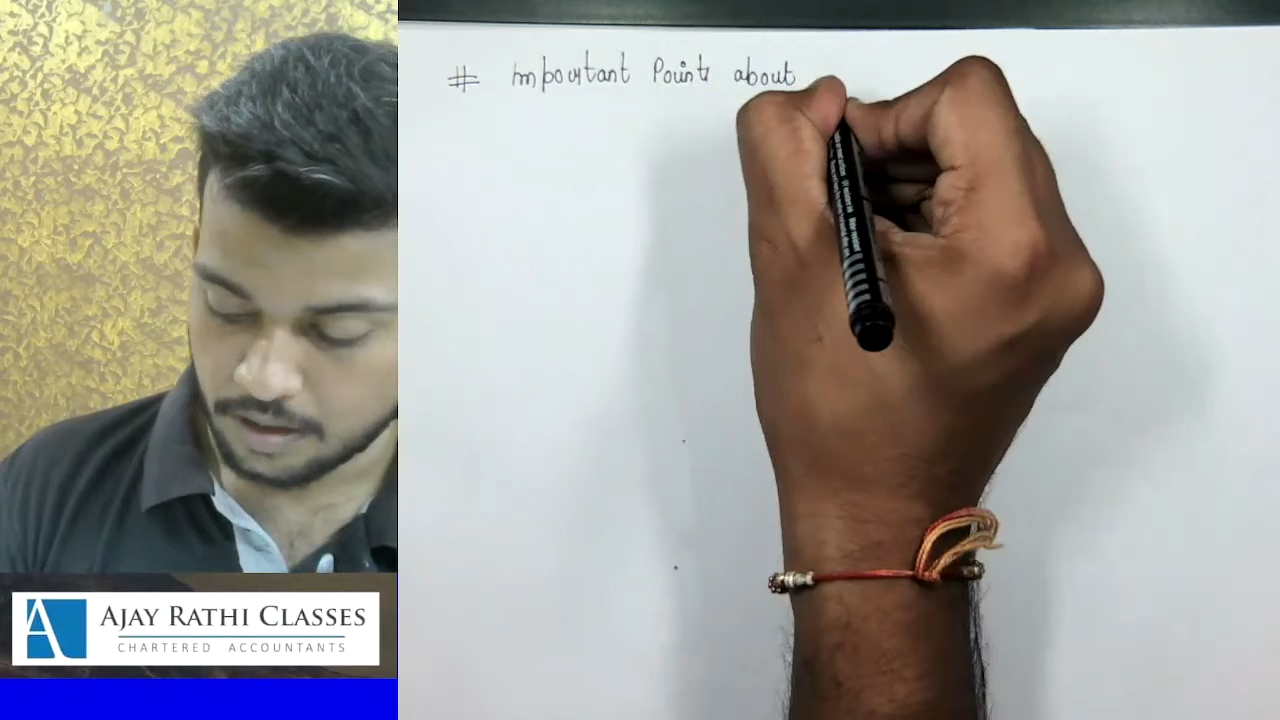 # Important Points about
AJAY RATHI CLASSES
CHARTERED ACCOUNTANTS